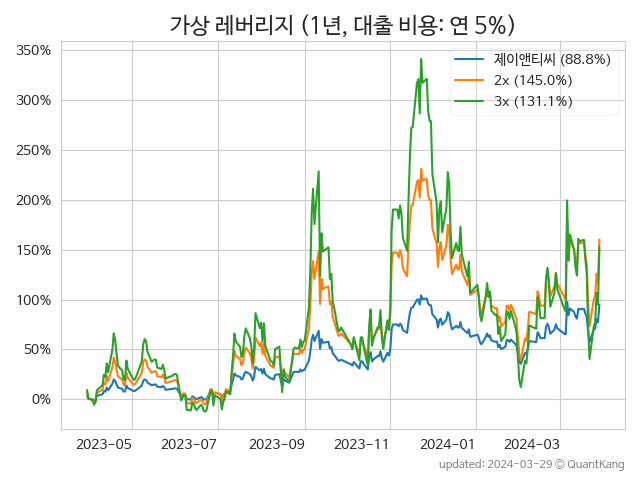 가상 레버리지 (1년, 대출 비용: 연 5%)
350%
300%
250%
200%
150%
100%
50%
0%
제이앤티씨 (88.8%)
2x (145.0%)
3x (131.1%)
2023-05 2023-07 2023-09 2023-11 2024-01 2024-03
updated: 2024-03-29 © QuantKang